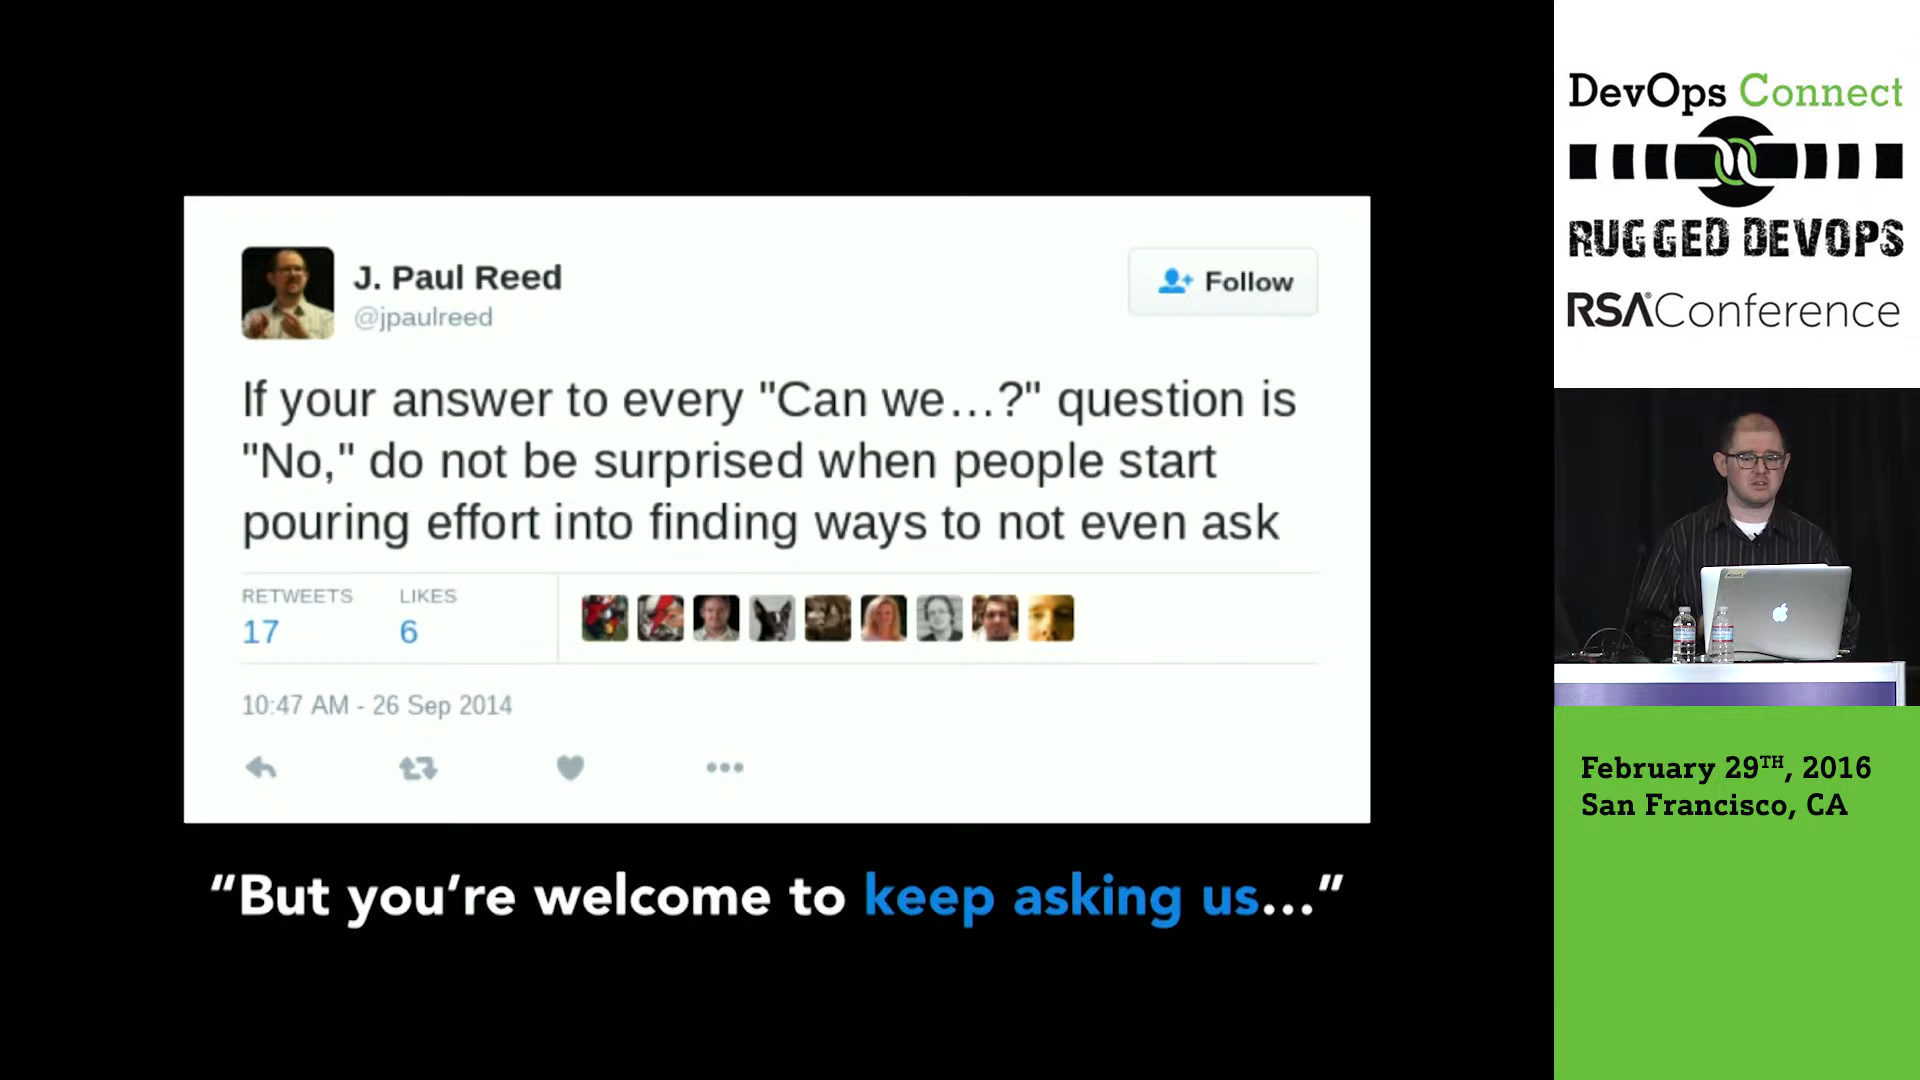 J. Paul Reed
@jpaulreed
Follow
If your answer to every "Can we…?" question is
"No," do not be surprised when people start
pouring effort into finding ways to not even ask
RETWEETS
LIKES
17
6
10:47 AM - 26 Sep 2014
“But you’re welcome to keep asking us…”
DevOps Connect
RUGGED DEVOPS
RSAConference
February 29TH, 2016
San Francisco, CA